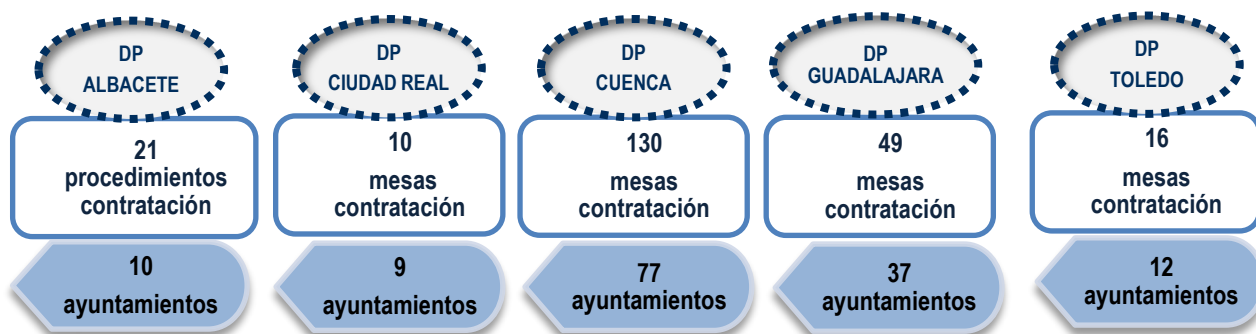 DP
ALBACETE
21
procedimientos
contratación
10
ayuntamientos
DP
CIUDAD REAL
10
mesas
contratación
9
ayuntamientos
DP
CUENCA
130
mesas
contratación
77
ayuntamientos
DP
GUADALAJARA
49
mesas
contratación
37
ayuntamientos
DP
TOLEDO
16
mesas
contratación
12
ayuntamientos